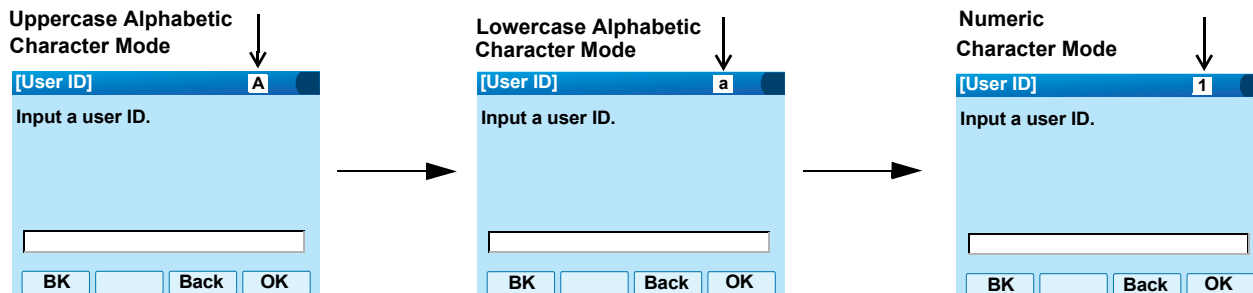 Uppercase Alphabetic
Character Mode
[User ID] A
Input a user ID.
BK Back OK
Lowercase Alphabetic
Character Mode
[User ID] a
Input a user ID.
BK Back OK
Numeric
Character Mode
[User ID] 1
Input a user ID.
BK Back OK